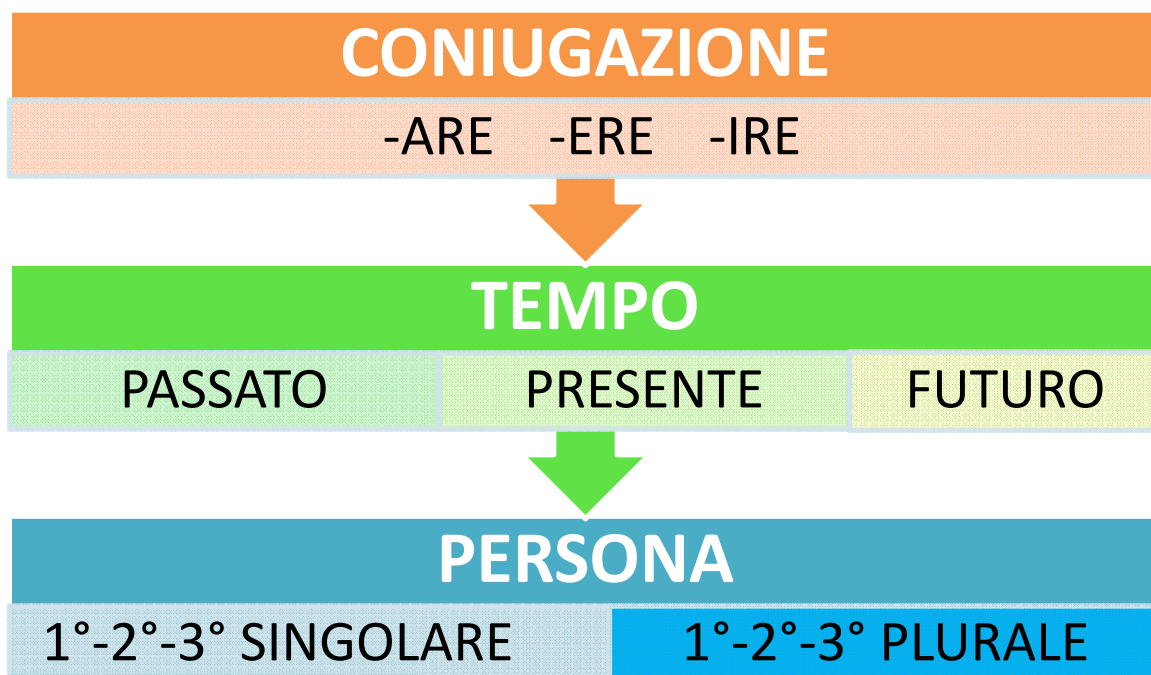 CONIUGAZIONE
-ARE -ERE -IRE
TEMPO
PASSATO PRESENTE FUTURO
PERSONA
1°-2°-3° SINGOLARE 1°-2°-3° PLURALE